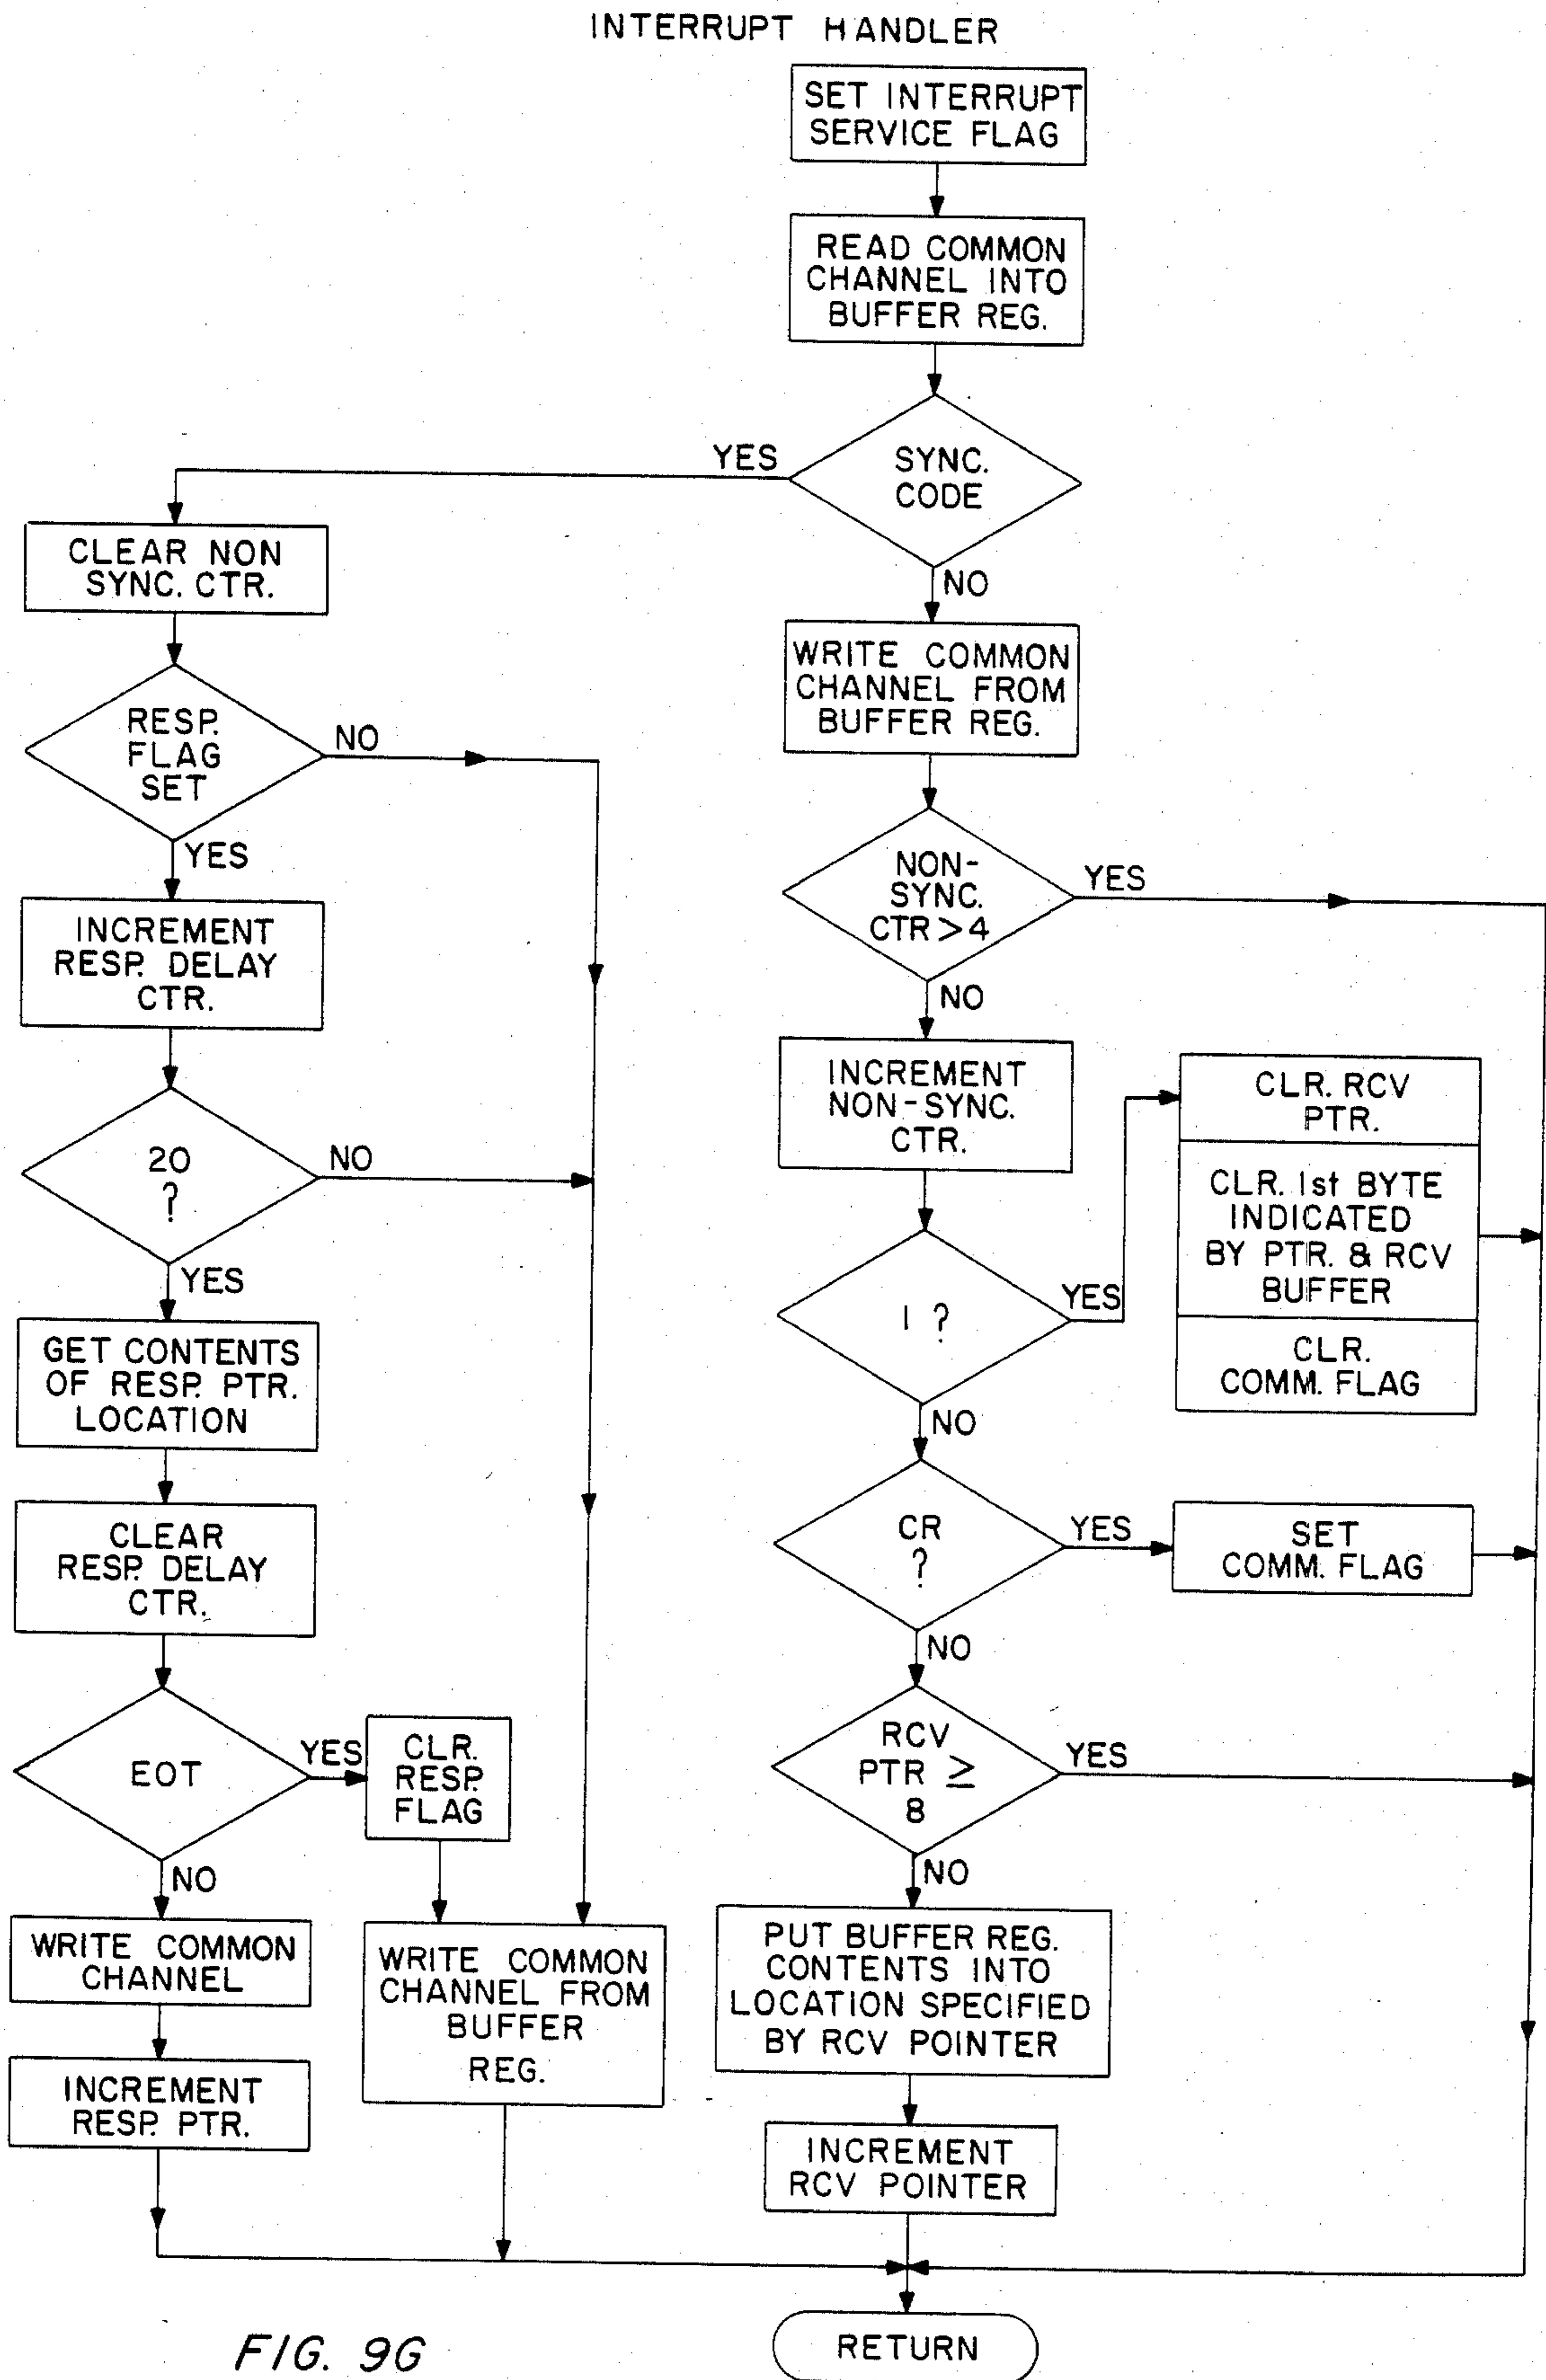 INTERRUPT HANDLER
SET INTERRUPT
SERVICE FLAG
READ COMMON
CHANNEL INTO
BUFFER REG.
SYNC.
CODE
YES
NO
CLEAR NON
SYNC. CTR.
RESP.
FLAG
SET
NO
YES
INCREMENT
RESP. DELAY
CTR.
20
?
NO
YES
GET CONTENTS
OF RESP. PTR.
LOCATION
CLEAR
RESP. DELAY
CTR.
EOT
YES
NO
CLR.
RESP.
FLAG
WRITE COMMON
CHANNEL
INCREMENT
RESP. PTR.
WRITE COMMON
CHANNEL FROM
BUFFER
REG.
WRITE COMMON
CHANNEL FROM
BUFFER REG.
NON-
SYNC.
CTR > 4
YES
NO
INCREMENT
NON-SYNC.
CTR.
I ?
YES
NO
CLR. RCV
PTR.
CLR. 1st BYTE
INDICATED
BY PTR. & RCV
BUFFER
CLR.
COMM. FLAG
CR
?
YES
NO
SET
COMM. FLAG
RCV
PTR ≥
8
YES
NO
PUT BUFFER REG.
CONTENTS INTO
LOCATION SPECIFIED
BY RCV POINTER
INCREMENT
RCV POINTER
RETURN
FIG. 9G